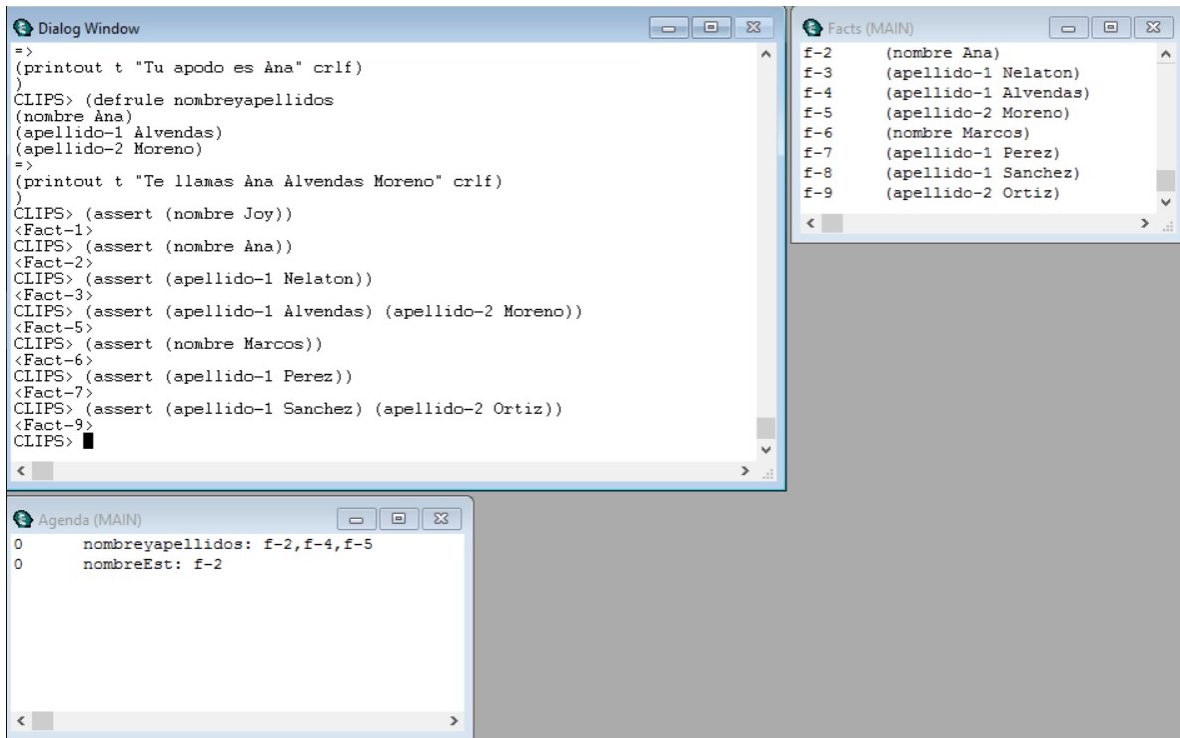 Dialog Window
=>
(printout t "Tu apodo es Ana" crlf)
)
CLIPS> (defrule nombreyapellidos
(nombre Ana)
(apellido-1 Alvendas)
(apellido-2 Moreno)
=>
(printout t "Te llamas Ana Alvendas Moreno" crlf)
)
CLIPS> (assert (nombre Joy))
<Fact-1>
CLIPS> (assert (nombre Ana))
<Fact-2>
CLIPS> (assert (apellido-1 Nelaton))
<Fact-3>
CLIPS> (assert (apellido-1 Alvendas) (apellido-2 Moreno))
<Fact-5>
CLIPS> (assert (nombre Marcos))
<Fact-6>
CLIPS> (assert (apellido-1 Perez))
<Fact-7>
CLIPS> (assert (apellido-1 Sanchez) (apellido-2 Ortiz))
<Fact-9>
CLIPS>
Facts (MAIN)
f-2 (nombre Ana)
f-3 (apellido-1 Nelaton)
f-4 (apellido-1 Alvendas)
f-5 (apellido-2 Moreno)
f-6 (nombre Marcos)
f-7 (apellido-1 Perez)
f-8 (apellido-1 Sanchez)
f-9 (apellido-2 Ortiz)
Agenda (MAIN)
0 nombreyapellidos: f-2,f-4,f-5
0 nombreEst: f-2